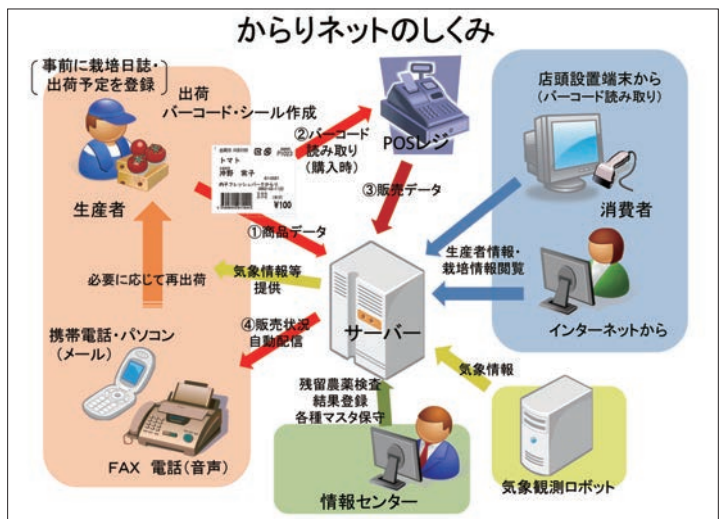 からりネットのしくみ
事前に栽培日誌・
出荷予定を登録
出荷
バーコード・シール作成
トマト
¥100
生産者
②バーコード
読み取り
(購入時)
POSレジ
③販売データ
①商品データ
店頭設置端末から
(バーコード読み取り)
消費者
生産者情報・
栽培情報閲覧
インターネットから
気象情報等
提供
サーバー
必要に応じて再出荷
④販売状況
自動配信
携帯電話・パソコン
(メール)
FAX 電話(音声)
残留農薬検査
結果登録
各種マスタ保守
情報センター
気象情報
気象観測ロボット